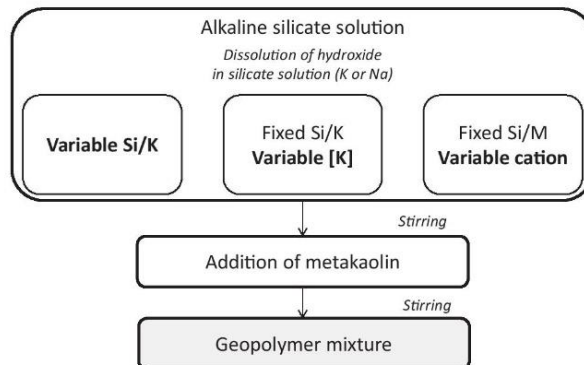 Alkaline silicate solution
Dissolution of hydroxide
in silicate solution (K or Na)
Variable Si/K
Fixed Si/K
Variable [K]
Fixed Si/M
Variable cation
Stirring
Addition of metakaolin
Stirring
Geopolymer mixture